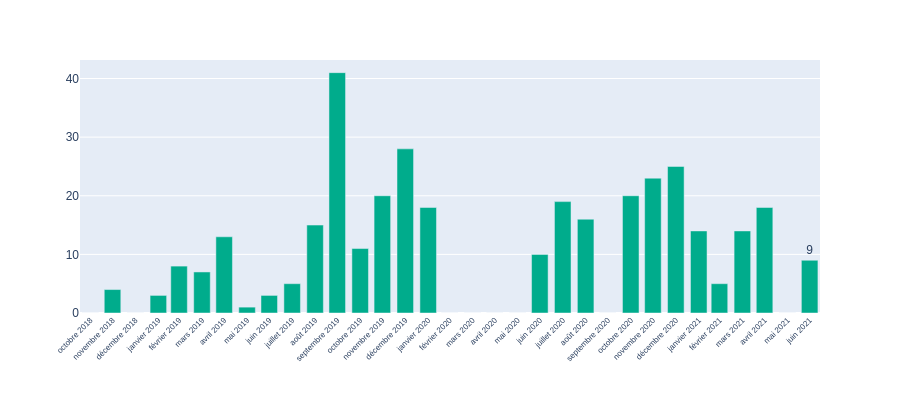 40
30
20
10
0
9
octobre 2018
novembre 2018
décembre 2018
janvier 2019
février 2019
mars 2019
avril 2019
mai 2019
juin 2019
juillet 2019
août 2019
septembre 2019
octobre 2019
novembre 2019
décembre 2019
janvier 2020
février 2020
mars 2020
avril 2020
mai 2020
juin 2020
juillet 2020
août 2020
septembre 2020
octobre 2020
novembre 2020
décembre 2020
janvier 2021
février 2021
mars 2021
avril 2021
mai 2021
juin 2021